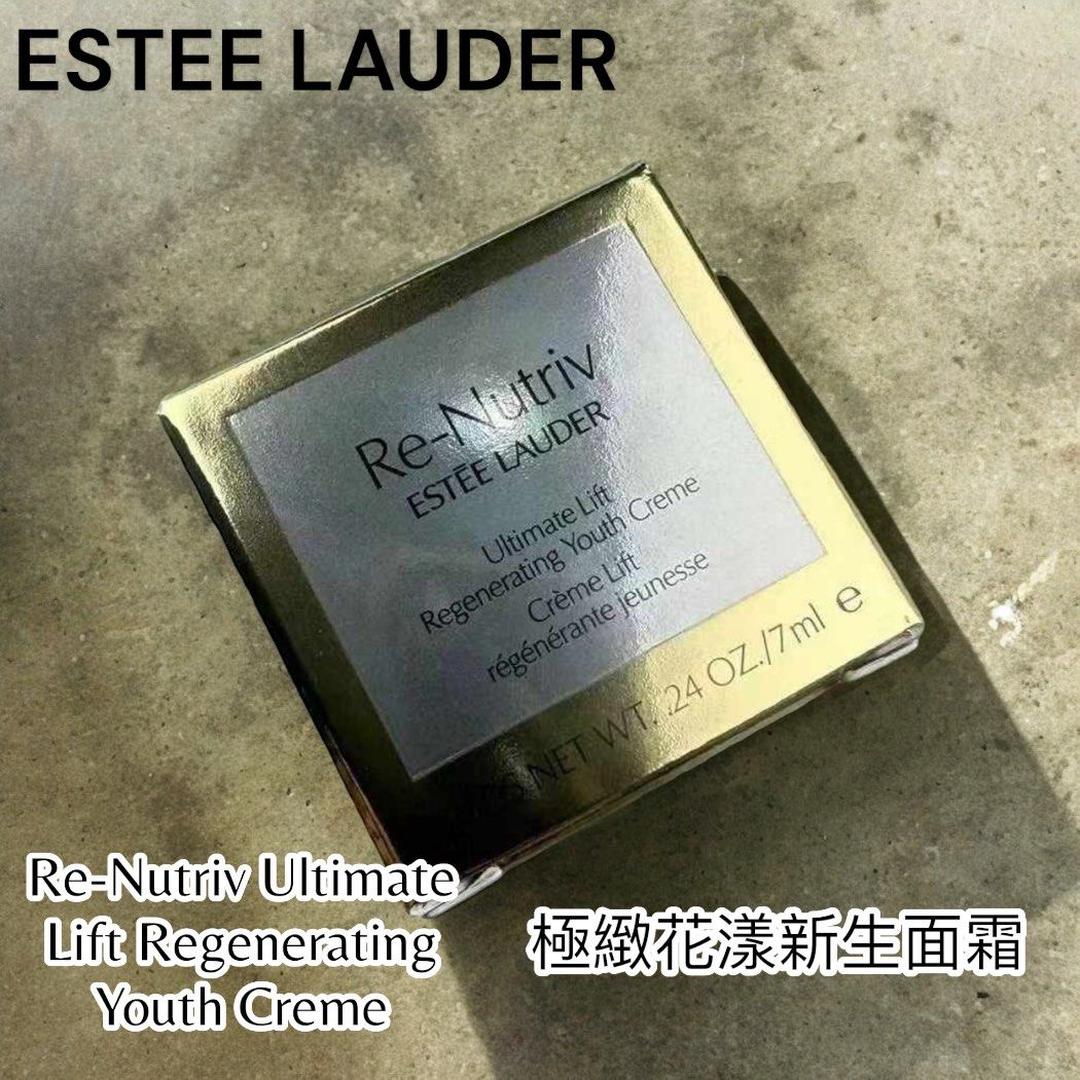 ESTEE LAUDER
Re-Nutriv
ESTĒE LAUDER
Ultimate Lift
Regenerating Youth Creme
Crème Lift
régénérante jeunesse
NET WT. .24 OZ./7ml e
Re-Nutriv Ultimate
Lift Regenerating
Youth Creme
極緻花漾新生面霜